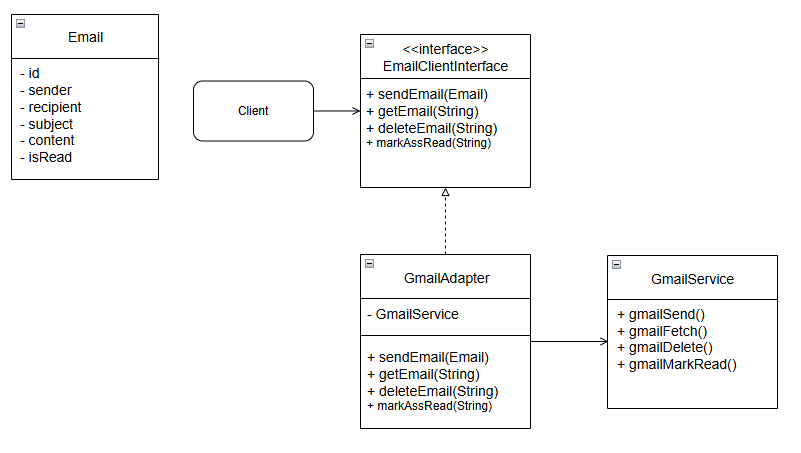 Email
- id
- sender
- recipient
- subject
- content
- isRead
Client
<<interface>>
EmailClientInterface
+ sendEmail(Email)
+ getEmail(String)
+ deleteEmail(String)
+ markAssRead(String)
GmailAdapter
- GmailService
+ sendEmail(Email)
+ getEmail(String)
+ deleteEmail(String)
+ markAssRead(String)
GmailService
+ gmailSend()
+ gmailFetch()
+ gmailDelete()
+ gmailMarkRead()